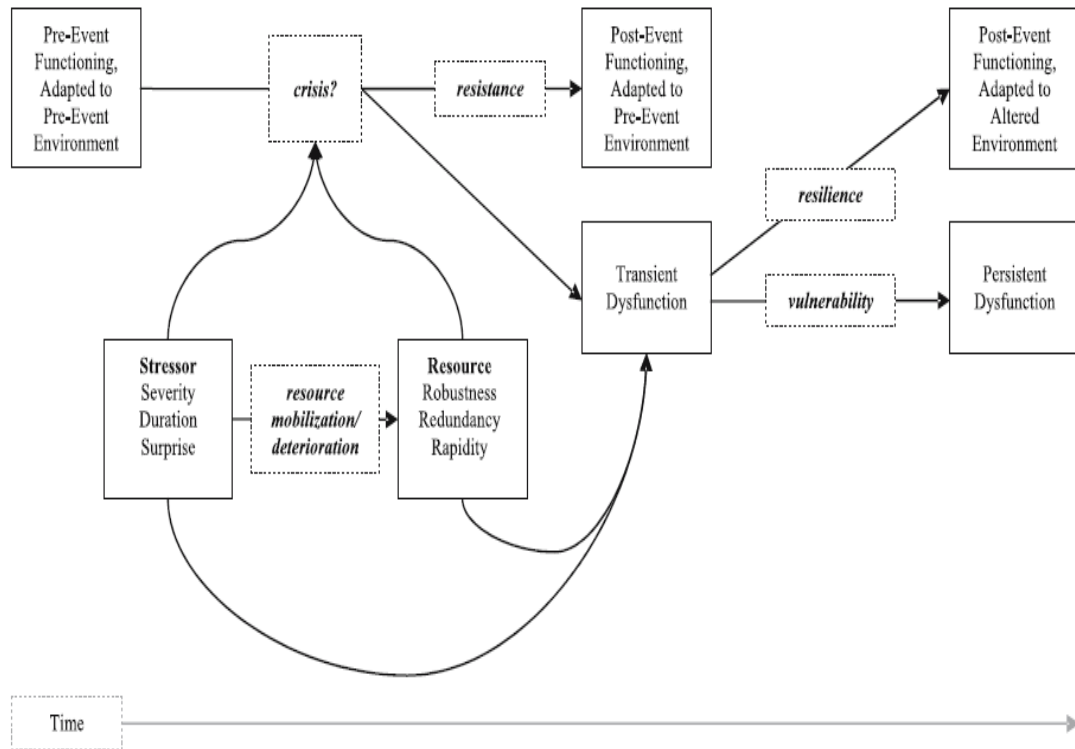 Pre-Event
Functioning,
Adapted to
Pre-Event
Environment
crisis?
resistance
Post-Event
Functioning,
Adapted to
Pre-Event
Environment
Post-Event
Functioning,
Adapted to
Altered
Environment
resilience
Transient
Dysfunction
vulnerability
Persistent
Dysfunction
Stressor
Severity
Duration
Surprise
resource
mobilization/
deterioration
Resource
Robustness
Redundancy
Rapidity
Time